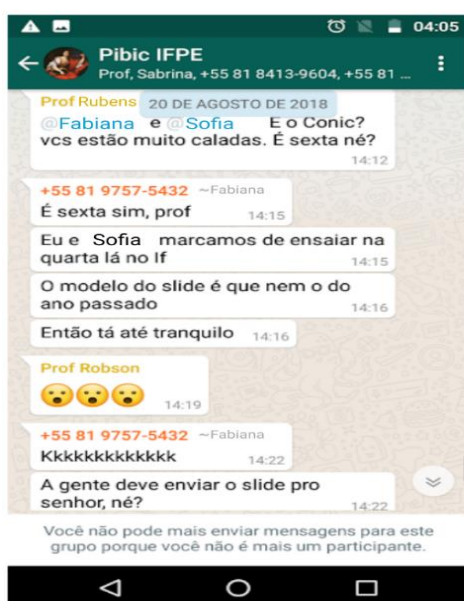 04:05
Pibic IFPE
Prof, Sabrina, +55 81 8413-9604, +55 81 ...
Prof Rubens
20 DE AGOSTO DE 2018
@Fabiana e @Sofia E o Conic?
vcs estão muito caladas. É sexta né?
14:12
+55 81 9757-5432 ~Fabiana
É sexta sim, prof
14:15
Eu e Sofia marcamos de ensaiar na
quarta lá no If
14:15
O modelo do slide é que nem o do
ano passado
14:16
Então tá até tranquilo
14:16
Prof Robson
😮😮😮
14:19
+55 81 9757-5432 ~Fabiana
Kkkkkkkkkkkkk
14:22
A gente deve enviar o slide pro
senhor, né?
14:22
Você não pode mais enviar mensagens para este
grupo porque você não é mais um participante.